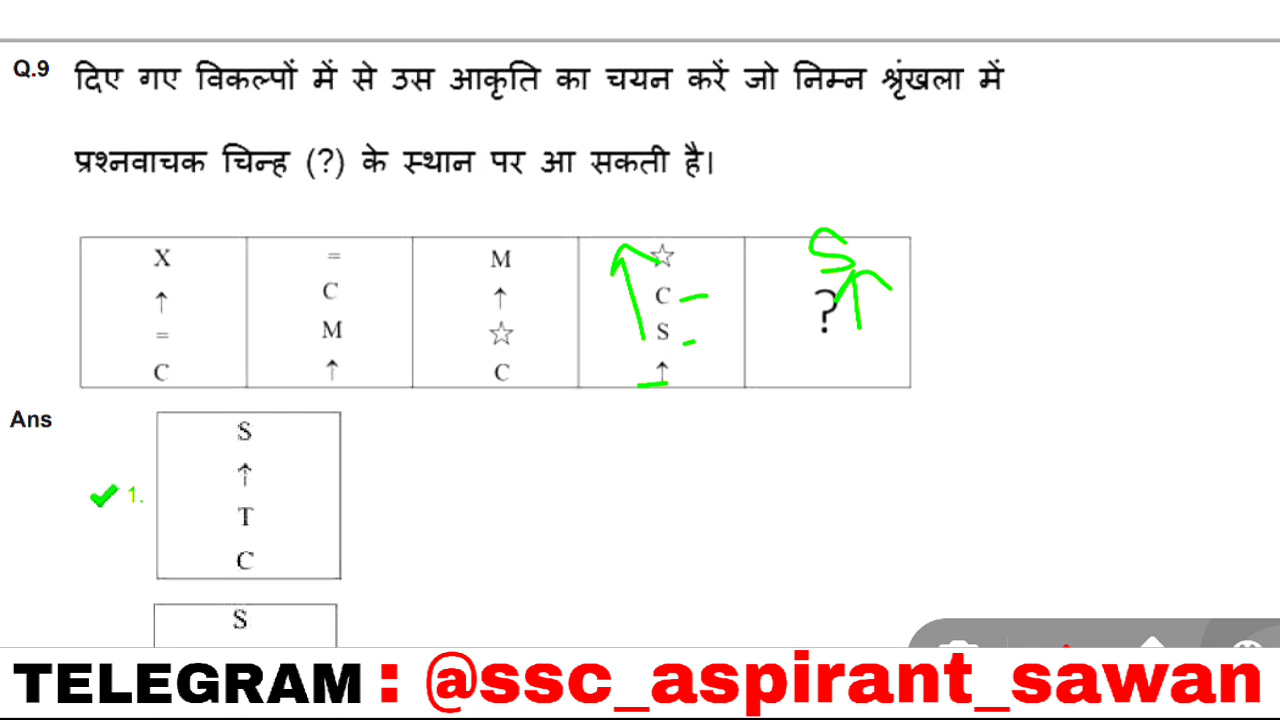 Q.9 दिए गए विकल्पों में से उस आकृति का चयन करें जो निम्न श्रृंखला में
प्रश्नवाचक चिन्ह (?) के स्थान पर आ सकती है।
X = M ☆ S
↑ C ↑ C ? ↑
= M ☆ S
C ↑ C ↑
Ans
S
↑
1.
T
C
S
TELEGRAM : @ssc_aspirant_sawan